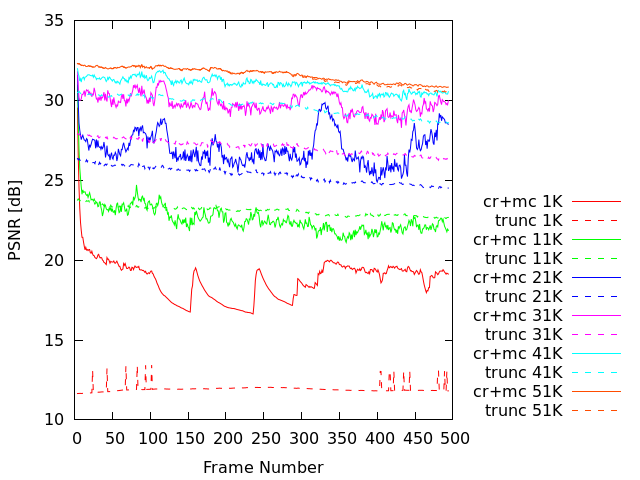 35
30
25
20
15
10
PSNR [dB]
0 50 100 150 200 250 300 350 400 450 500
Frame Number
cr+mc 1K
trunc 1K
cr+mc 11K
trunc 11K
cr+mc 21K
trunc 21K
cr+mc 31K
trunc 31K
cr+mc 41K
trunc 41K
cr+mc 51K
trunc 51K